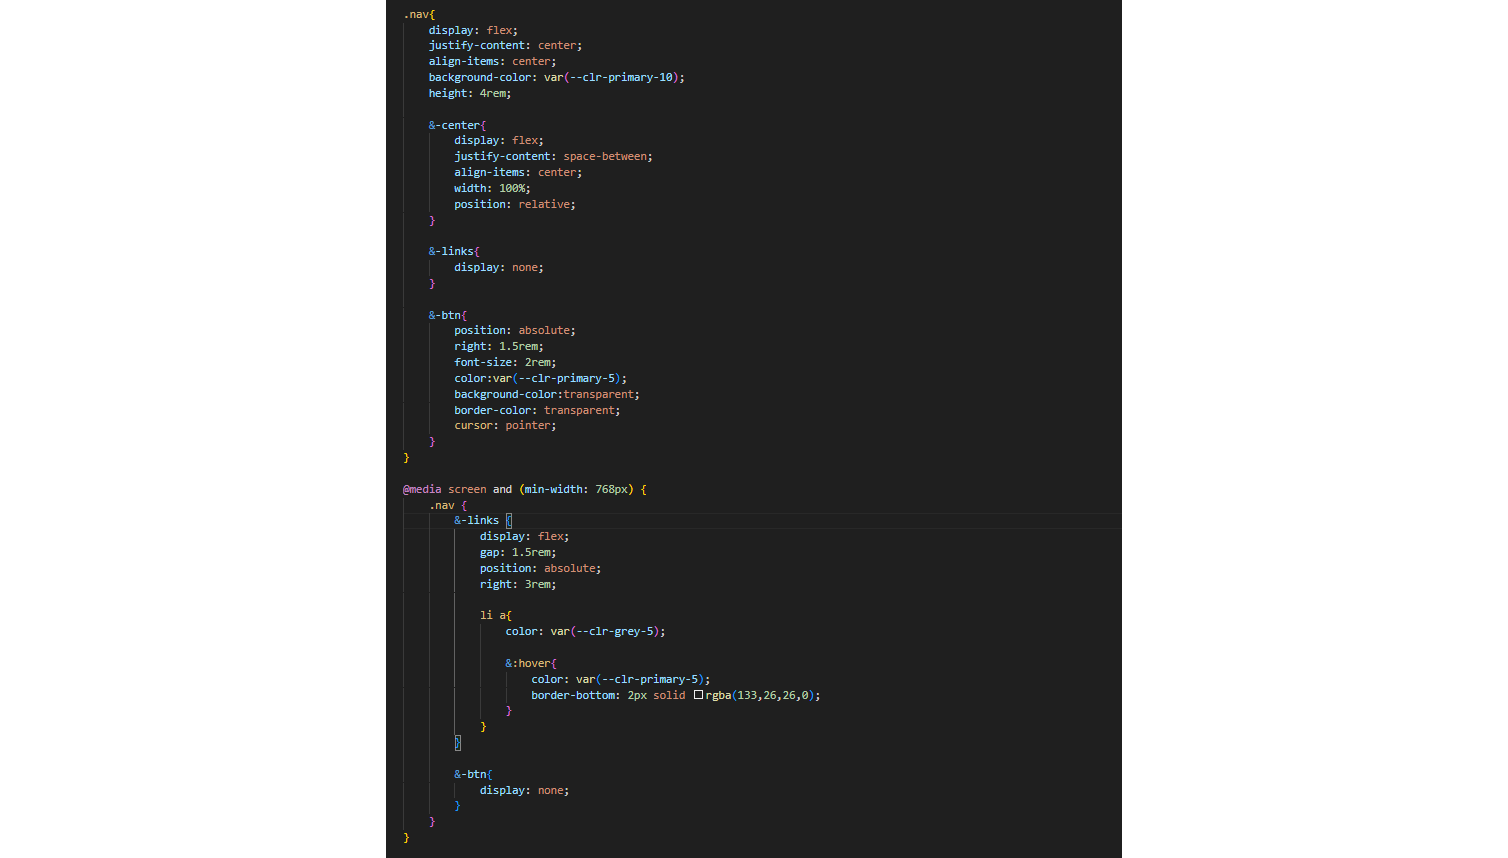 .nav{
    display: flex;
    justify-content: center;
    align-items: center;
    background-color: var(--clr-primary-10);
    height: 4rem;

    &-center{
        display: flex;
        justify-content: space-between;
        align-items: center;
        width: 100%;
        position: relative;
    }

    &-links{
        display: none;
    }

    &-btn{
        position: absolute;
        right: 1.5rem;
        font-size: 2rem;
        color:var(--clr-primary-5);
        background-color:transparent;
        border-color: transparent;
        cursor: pointer;
    }
}

@media screen and (min-width: 768px) {
    .nav {
        &-links {
            display: flex;
            gap: 1.5rem;
            position: absolute;
            right: 3rem;

            li a{
                color: var(--clr-grey-5);

                &:hover{
                    color: var(--clr-primary-5);
                    border-bottom: 2px solid rgba(133,26,26,0);
                }
            }
        }

        &-btn{
            display: none;
        }
    }
}